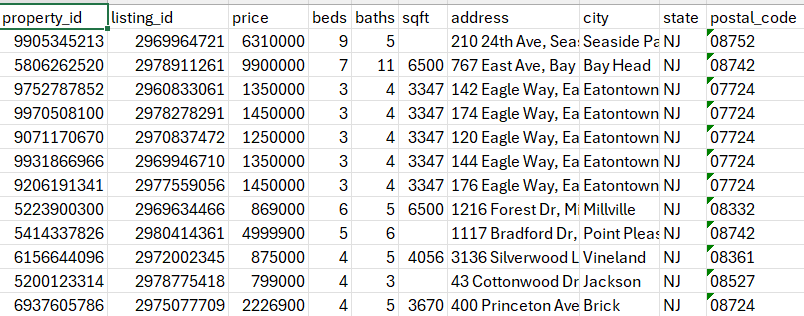 property_id listing_id price beds baths sqft address city state postal_code
9905345213 2969964721 6310000 9 5 210 24th Ave, Seas Seaside Pa NJ 08752
5806262520 2978911261 9900000 7 11 6500 767 East Ave, Bay Bay Head NJ 08742
9752787852 2960833061 1350000 3 4 3347 142 Eagle Way, Ea Eatontown NJ 07724
9970508100 2978278291 1450000 3 4 3347 174 Eagle Way, Ea Eatontown NJ 07724
9071170670 2970837472 1250000 3 4 3347 120 Eagle Way, Ea Eatontown NJ 07724
9931866966 2969946710 1350000 3 4 3347 144 Eagle Way, Ea Eatontown NJ 07724
9206191341 2977559056 1450000 3 4 3347 176 Eagle Way, Ea Eatontown NJ 07724
5223900300 2969634466 869000 6 5 6500 1216 Forest Dr, Mi Millville NJ 08332
5414337826 2980414361 4999900 5 6 1117 Bradford Dr, Point Pleas NJ 08742
6156644096 2972002345 875000 4 5 4056 3136 Silverwood L Vineland NJ 08361
5200123314 2978775418 799000 4 3 43 Cottonwood Dr Jackson NJ 08527
6937605786 2975077709 2226900 4 5 3670 400 Princeton Ave Brick NJ 08724